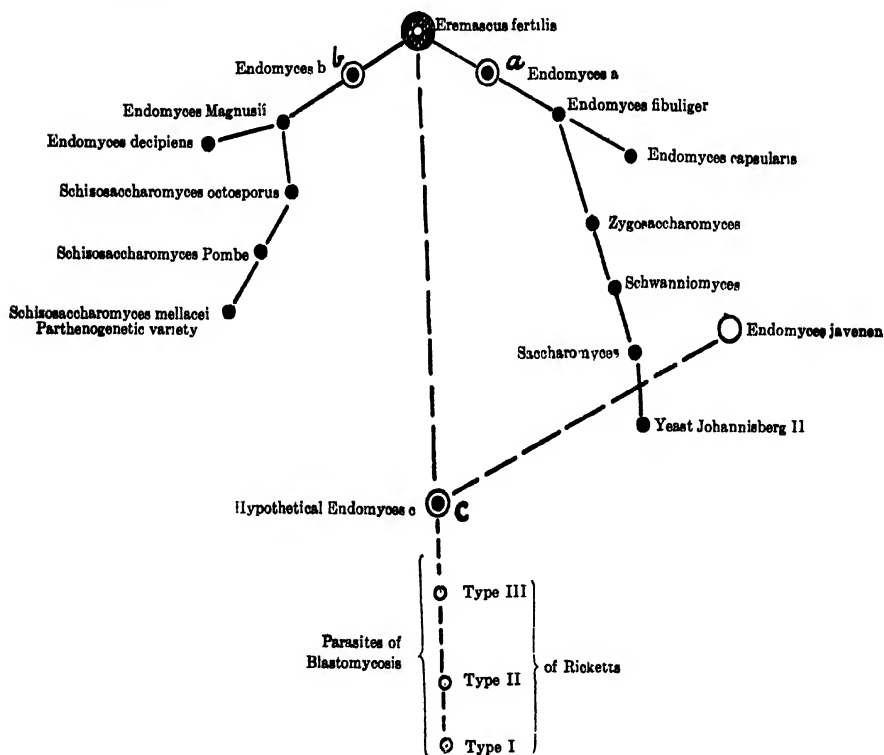 Eremascus fertilis
Endomyces b
b
a
Endomyces a
Endomyces Magnusii
Endomyces fibuliger
Endomyces decipiens
Endomyces capsularis
Schizosaccharomyces octosporus
Zygosaccharomyces
Schizosaccharomyces Pombe
Schwanniomyces
Schizosaccharomyces mellacei
Parthenogenetic variety
Endomyces javenen
Saccharomyces
Yeast Johannisberg II
Hypothetical Endomyces c
C
Type III
Parasites of
Blastomycosis
of Ricketts
Type II
Type I